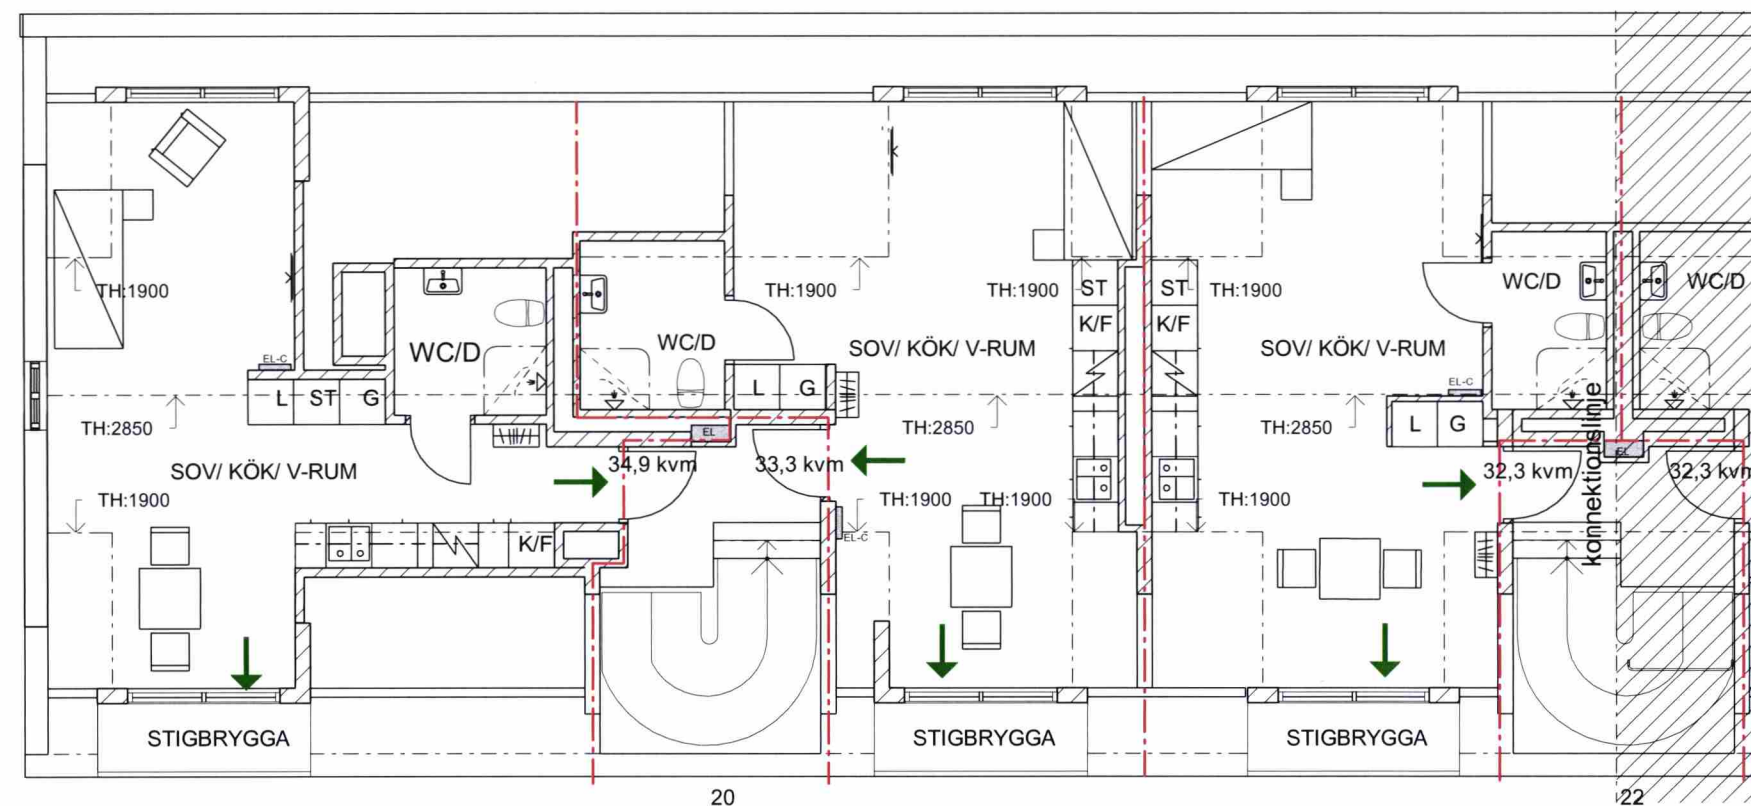 TH:1900
TH:1900
TH:1900
TH:1900
WC/D
WC/D
ST
ST
K/F
K/F
WC/D
WC/D
SOV/ KÖK/ V-RUM
SOV/ KÖK/ V-RUM
EL-C
EL-C
L
ST
G
L
G
L
G
TH:2850
EL
TH:2850
TH:2850
konnektionslinje
EL
SOV/ KÖK/ V-RUM
34,9 kvm
33,3 kvm
32,3 kvm
32,3 kvm
TH:1900
TH:1900
TH:1900
TH:1900
K/F
EL-C
STIGBRYGGA
STIGBRYGGA
STIGBRYGGA
20
22